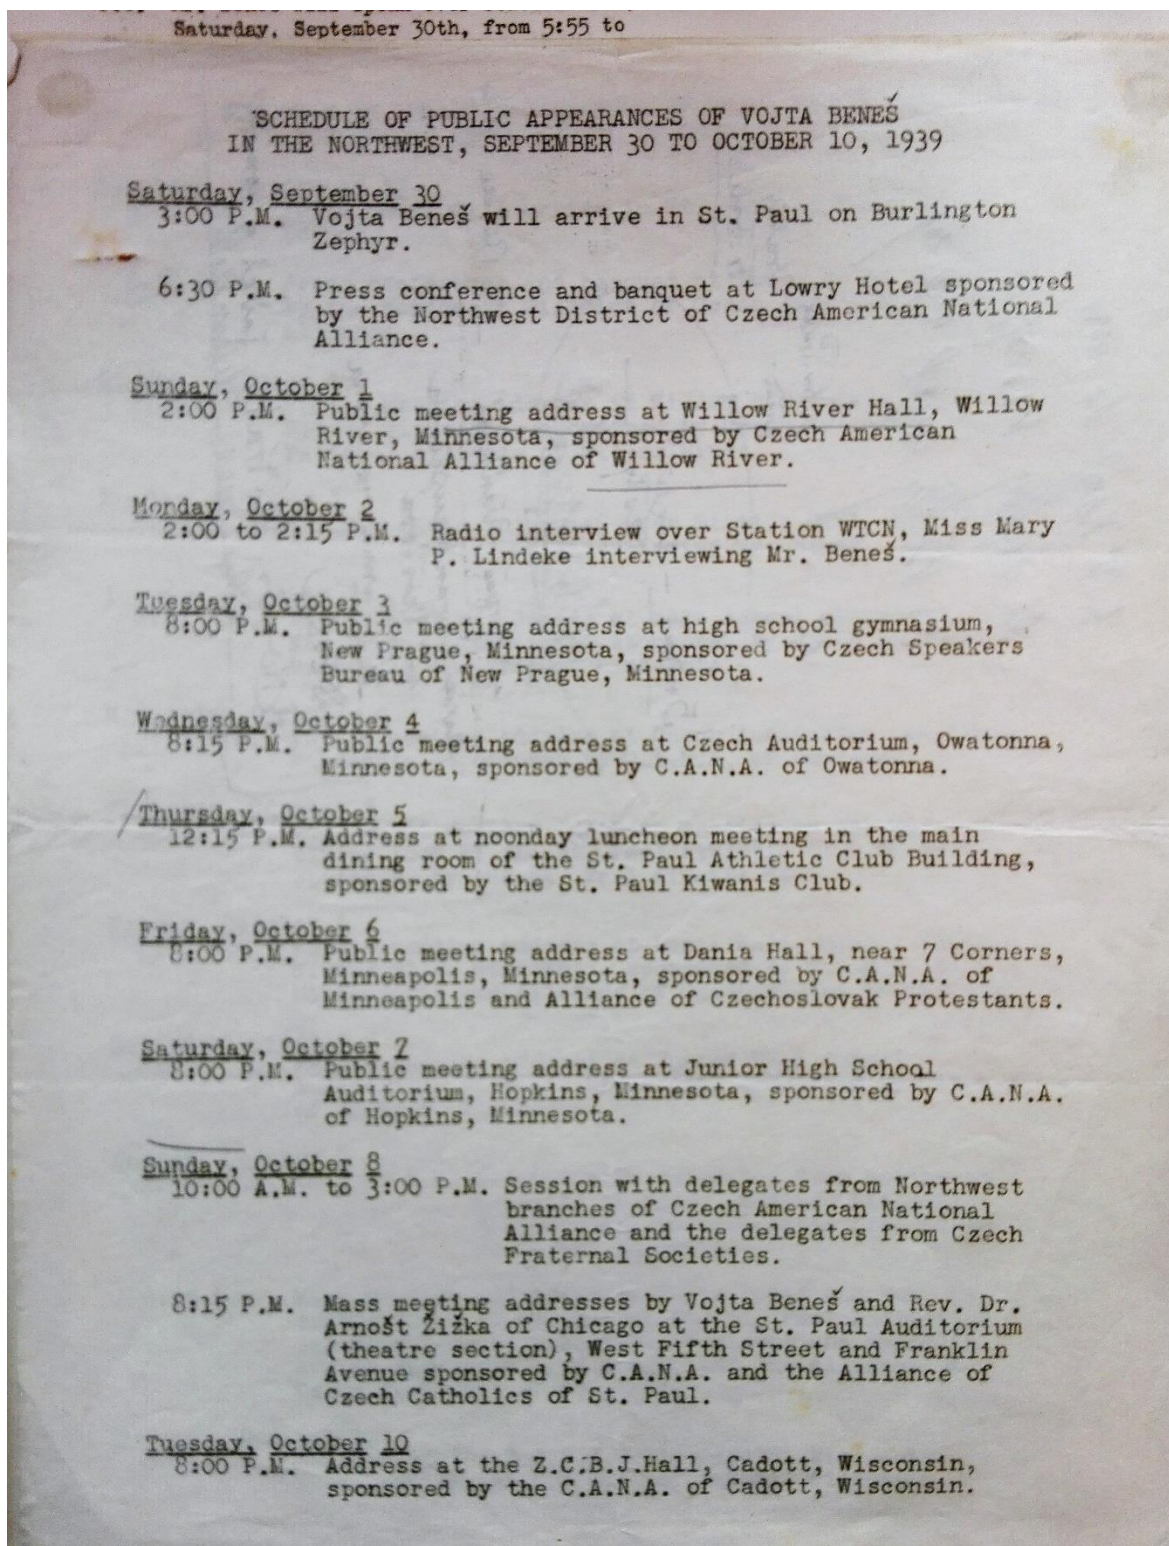 Saturday, September 30th, from 5:55 to
SCHEDULE OF PUBLIC APPEARANCES OF VOJTA BENEŠ
IN THE NORTHWEST, SEPTEMBER 30 TO OCTOBER 10, 1939
Saturday, September 30
3:00 P.M. Vojta Beneš will arrive in St. Paul on Burlington
Zephyr.
6:30 P.M. Press conference and banquet at Lowry Hotel sponsored
by the Northwest District of Czech American National
Alliance.
Sunday, October 1
2:00 P.M. Public meeting address at Willow River Hall, Willow
River, Minnesota, sponsored by Czech American
National Alliance of Willow River.
Monday, October 2
2:00 to 2:15 P.M. Radio interview over Station WTCN, Miss Mary
P. Lindeke interviewing Mr. Beneš.
Tuesday, October 3
8:00 P.M. Public meeting address at high school gymnasium,
New Prague, Minnesota, sponsored by Czech Speakers
Bureau of New Prague, Minnesota.
Wednesday, October 4
8:15 P.M. Public meeting address at Czech Auditorium, Owatonna,
Minnesota, sponsored by C.A.N.A. of Owatonna.
Thursday, October 5
12:15 P.M. Address at noonday luncheon meeting in the main
dining room of the St. Paul Athletic Club Building,
sponsored by the St. Paul Kiwanis Club.
Friday, October 6
8:00 P.M. Public meeting address at Dania Hall, near 7 Corners,
Minneapolis, Minnesota, sponsored by C.A.N.A. of
Minneapolis and Alliance of Czechoslovak Protestants.
Saturday, October 7
8:00 P.M. Public meeting address at Junior High School
Auditorium, Hopkins, Minnesota, sponsored by C.A.N.A.
of Hopkins, Minnesota.
Sunday, October 8
10:00 A.M. to 3:00 P.M. Session with delegates from Northwest
branches of Czech American National
Alliance and the delegates from Czech
Fraternal Societies.
8:15 P.M. Mass meeting addresses by Vojta Beneš and Rev. Dr.
Arnošt Žižka of Chicago at the St. Paul Auditorium
(theatre section), West Fifth Street and Franklin
Avenue sponsored by C.A.N.A. and the Alliance of
Czech Catholics of St. Paul.
Tuesday, October 10
8:00 P.M. Address at the Z.C.B.J.Hall, Cadott, Wisconsin,
sponsored by the C.A.N.A. of Cadott, Wisconsin.